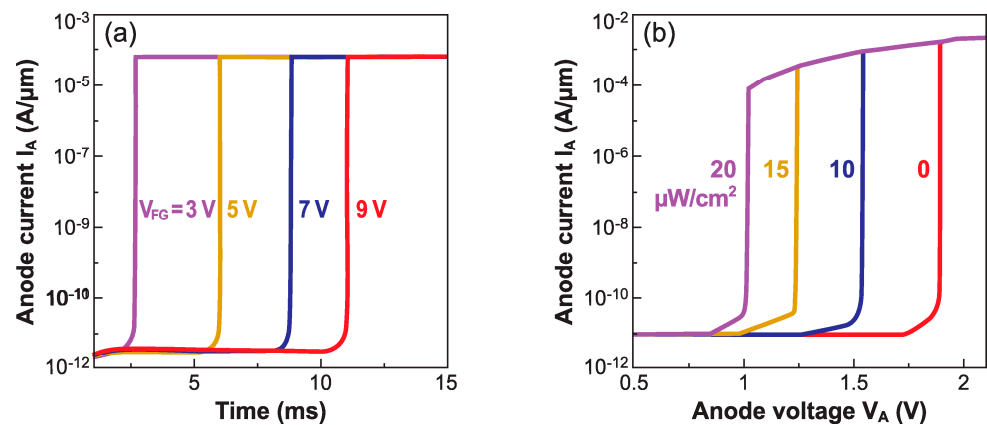 (a)
Anode current I_A (A/μm)
10⁻³
10⁻⁵
10⁻⁷
10⁻⁹
10⁻¹⁰
10⁻¹²
V_FG = 3 V
5 V
7 V
9 V
5
10
15
Time (ms)
(b)
Anode current I_A (A/μm)
10⁻²
10⁻⁴
10⁻⁶
10⁻⁸
10⁻¹⁰
10⁻¹²
20
μW/cm²
15
10
0
0.5
1
1.5
2
Anode voltage V_A (V)